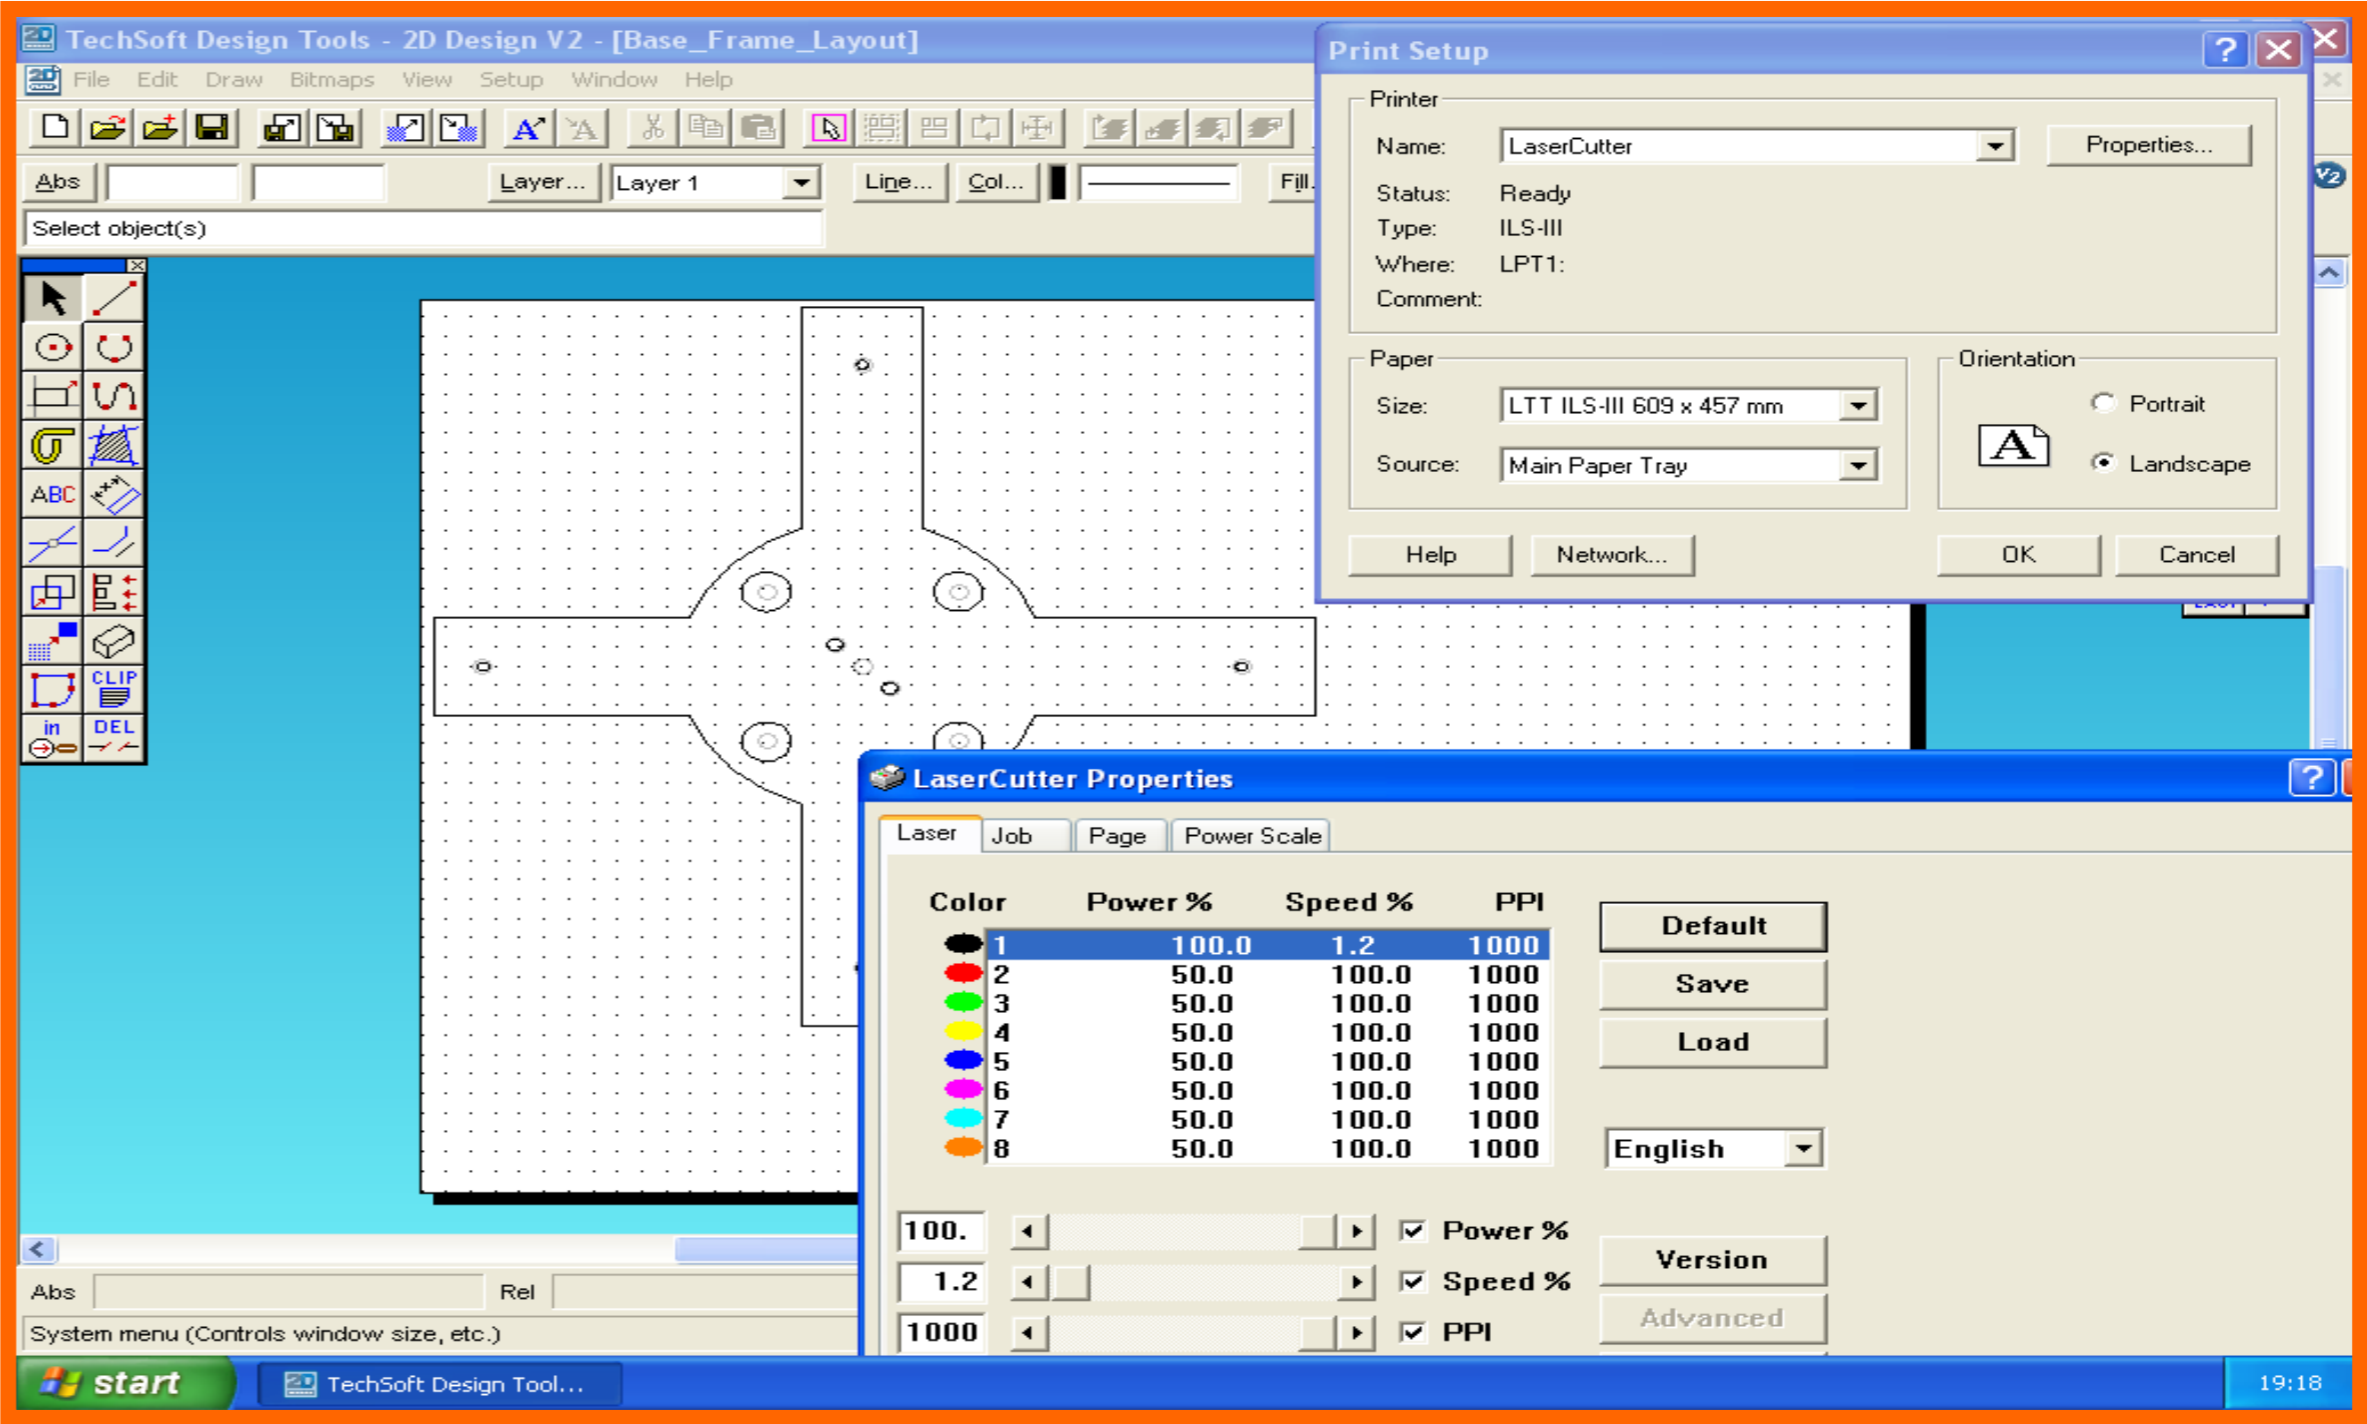 TechSoft Design Tools - 2D Design V2 - [Base_Frame_Layout]
File Edit Draw Bitmaps View Setup Window Help
Abs
Layer... Layer 1
Line... Col...
Fill.
Select object(s)
ABC
CLIP
in
DEL
V2
Print Setup
Printer
Name: LaserCutter
Properties...
Status: Ready
Type: ILS-III
Where: LPT1:
Comment:
Paper
Size: LTT ILS-III 609 x 457 mm
Source: Main Paper Tray
Orientation
A
Portrait
Landscape
Help Network... OK Cancel
LaserCutter Properties
Laser Job Page Power Scale
Color Power % Speed % PPI
1 100.0 1.2 1000
2 50.0 100.0 1000
3 50.0 100.0 1000
4 50.0 100.0 1000
5 50.0 100.0 1000
6 50.0 100.0 1000
7 50.0 100.0 1000
8 50.0 100.0 1000
Default
Save
Load
English
100. Power %
1.2 Speed %
1000 PPI
Version
Advanced
Abs Rel
System menu (Controls window size, etc.)
start
2D TechSoft Design Tool...
19:18